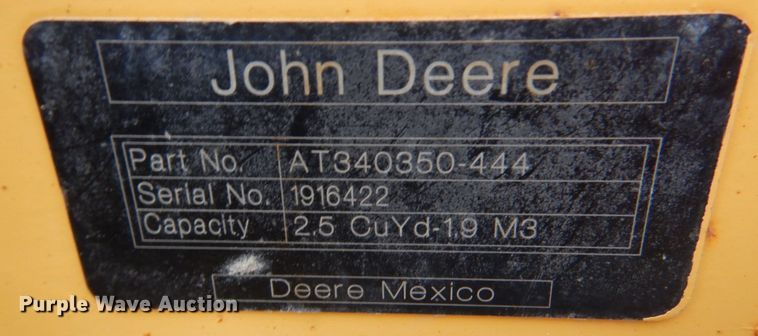 John Deere
Part No. AT340350-444
Serial No. 1916422
Capacity 2.5 CuYd-1.9 M3
Deere Mexico
Purple Wave Auction